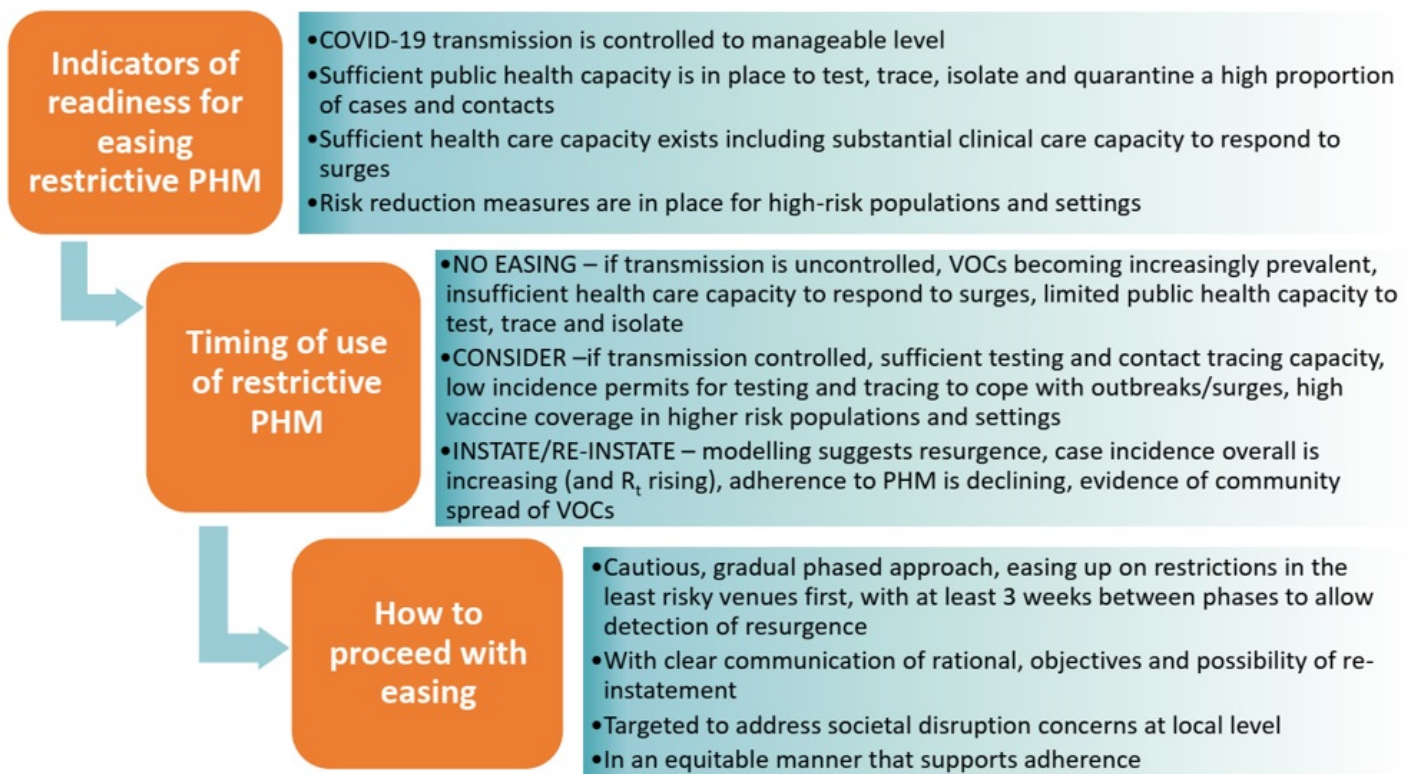 Indicators of
readiness for
easing
restrictive PHM
•COVID-19 transmission is controlled to manageable level
•Sufficient public health capacity is in place to test, trace, isolate and quarantine a high proportion
of cases and contacts
•Sufficient health care capacity exists including substantial clinical care capacity to respond to
surges
•Risk reduction measures are in place for high-risk populations and settings
Timing of use
of restrictive
PHM
•NO EASING – if transmission is uncontrolled, VOCs becoming increasingly prevalent,
insufficient health care capacity to respond to surges, limited public health capacity to
test, trace and isolate
•CONSIDER –if transmission controlled, sufficient testing and contact tracing capacity,
low incidence permits for testing and tracing to cope with outbreaks/surges, high
vaccine coverage in higher risk populations and settings
•INSTATE/RE-INSTATE – modelling suggests resurgence, case incidence overall is
increasing (and Rt rising), adherence to PHM is declining, evidence of community
spread of VOCs
How to
proceed with
easing
•Cautious, gradual phased approach, easing up on restrictions in the
least risky venues first, with at least 3 weeks between phases to allow
detection of resurgence
•With clear communication of rational, objectives and possibility of re-
instatement
•Targeted to address societal disruption concerns at local level
•In an equitable manner that supports adherence